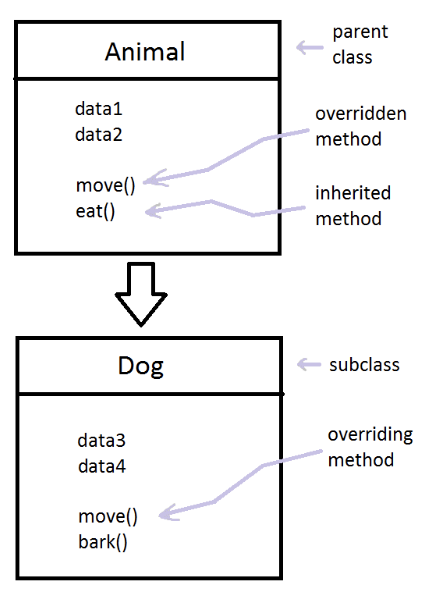 Animal
parent
class
data1
data2
overridden
method
move()
eat()
inherited
method
Dog
subclass
data3
data4
overriding
method
move()
bark()